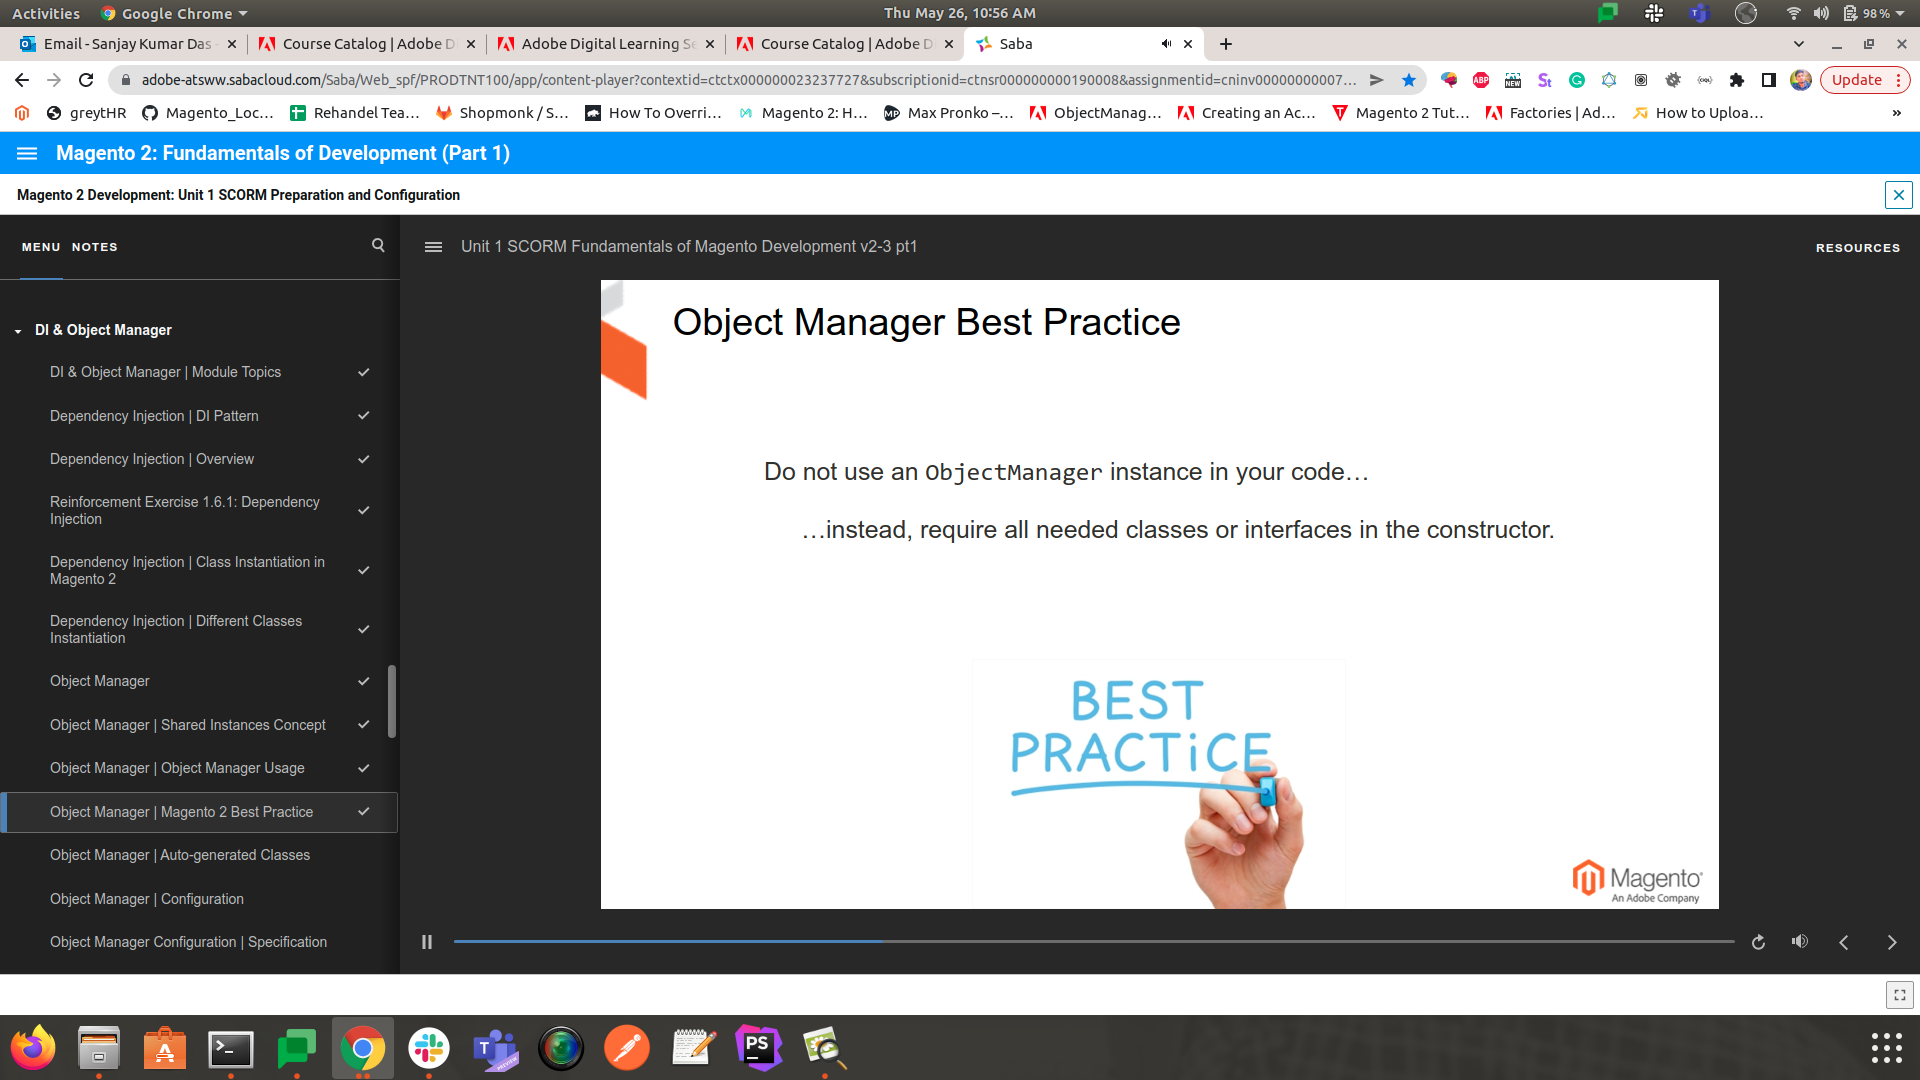 Activities
Google Chrome
Thu May 26, 10:56 AM
98%
Email - Sanjay Kumar Das
Course Catalog | Adobe D
Adobe Digital Learning Se
Course Catalog | Adobe D
Saba
adobe-atsww.sabacloud.com/Saba/Web_spf/PRODTNT100/app/content-player?contextid=ctctx000000023237727&subscriptionid=ctnsr000000000190008&assignmentid=cninv00000000007...
ABP
NEW
Update
greytHR
Magento_Loc...
Rehandel Tea...
Shopmonk / S...
How To Overri...
Magento 2: H...
Max Pronko –...
ObjectManag...
Creating an Ac...
Magento 2 Tut...
Factories | Ad...
How to Uploa...
»
Magento 2: Fundamentals of Development (Part 1)
Magento 2 Development: Unit 1 SCORM Preparation and Configuration
MENU
NOTES
Unit 1 SCORM Fundamentals of Magento Development v2-3 pt1
RESOURCES
DI & Object Manager
DI & Object Manager | Module Topics
Dependency Injection | DI Pattern
Dependency Injection | Overview
Reinforcement Exercise 1.6.1: Dependency
Injection
Dependency Injection | Class Instantiation in
Magento 2
Dependency Injection | Different Classes
Instantiation
Object Manager
Object Manager | Shared Instances Concept
Object Manager | Object Manager Usage
Object Manager | Magento 2 Best Practice
Object Manager | Auto-generated Classes
Object Manager | Configuration
Object Manager Configuration | Specification
Object Manager Best Practice
Do not use an ObjectManager instance in your code…
…instead, require all needed classes or interfaces in the constructor.
BEST
PRACTiCE
Magento
An Adobe Company
PS